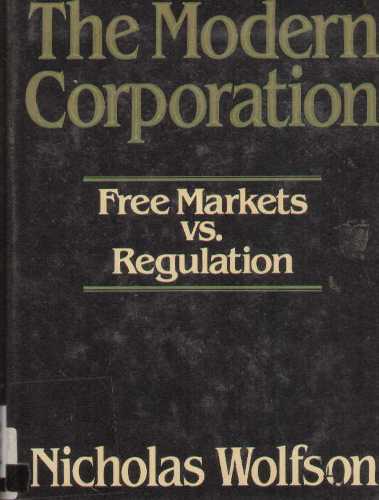 The Modern
Corporation
Free Markets
vs.
Regulation
Nicholas Wolfson